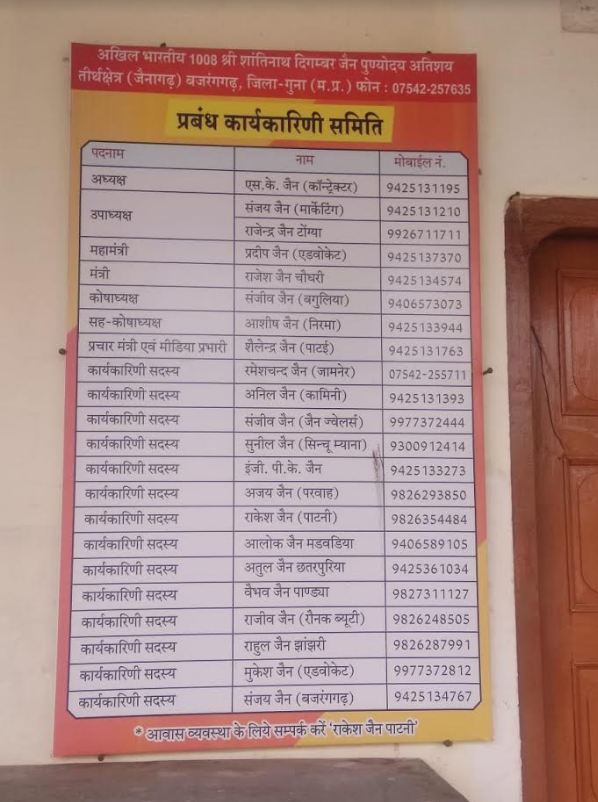 अखिल भारतीय 1008 श्री शांतिनाथ दिगम्बर जैन पुण्योदय अतिशय
तीर्थक्षेत्र (जैनागढ़) बजरंगगढ़, जिला-गुना (म.प्र.) फोन : 07542-257635
प्रबंध कार्यकारिणी समिति
पदनाम नाम मोबाईल नं.
अध्यक्ष एस.के. जैन (कॉन्ट्रेक्टर) 9425131195
उपाध्यक्ष संजय जैन (मार्केटिंग) 9425131210
राजेन्द्र जैन टोंग्या 9926711711
महामंत्री प्रदीप जैन (एडवोकेट) 9425137370
मंत्री राजेश जैन चौधरी 9425134574
कोषाध्यक्ष संजीव जैन (बगुलिया) 9406573073
सह-कोषाध्यक्ष आशीष जैन (निरमा) 9425133944
प्रचार मंत्री एवं मीडिया प्रभारी शैलेन्द्र जैन (पाटई) 9425131763
कार्यकारिणी सदस्य रमेशचन्द जैन (जामनेर) 07542-255711
कार्यकारिणी सदस्य अनिल जैन (कामिनी) 9425131393
कार्यकारिणी सदस्य संजीव जैन (जैन ज्वेलर्स) 9977372444
कार्यकारिणी सदस्य सुनील जैन (सिन्चू म्याना) 9300912414
कार्यकारिणी सदस्य इंजी. पी.के. जैन 9425133273
कार्यकारिणी सदस्य अजय जैन (परवाह) 9826293850
कार्यकारिणी सदस्य राकेश जैन (पाटनी) 9826354484
कार्यकारिणी सदस्य आलोक जैन मडवडिया 9406589105
कार्यकारिणी सदस्य अतुल जैन छतरपुरिया 9425361034
कार्यकारिणी सदस्य वैभव जैन पाण्ड्या 9827311127
कार्यकारिणी सदस्य राजीव जैन (रौनक ब्यूटी) 9826248505
कार्यकारिणी सदस्य राहुल जैन झांझरी 9826287991
कार्यकारिणी सदस्य मुकेश जैन (एडवोकेट) 9977372812
कार्यकारिणी सदस्य संजय जैन (बजरंगगढ़) 9425134767
* आवास व्यवस्था के लिये सम्पर्क करें 'राकेश जैन पाटनी'